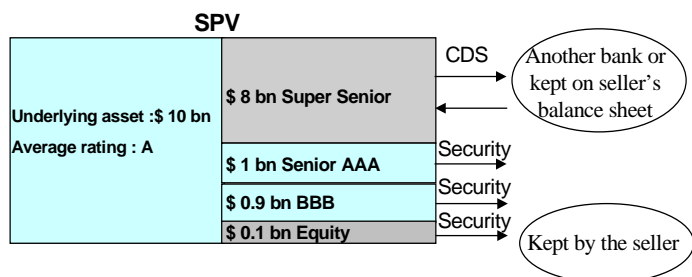 SPV
Underlying asset :$ 10 bn
Average rating : A
$ 8 bn Super Senior
$ 1 bn Senior AAA
$ 0.9 bn BBB
$ 0.1 bn Equity
CDS
Security
Security
Security
Another bank or
kept on seller's
balance sheet
Kept by the seller